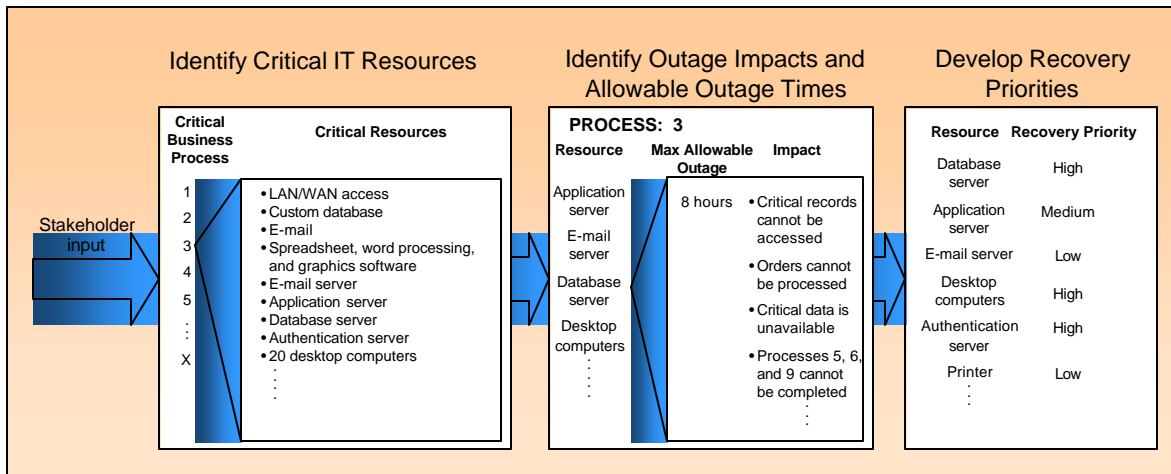 Identify Critical IT Resources
Identify Outage Impacts and
Allowable Outage Times
Develop Recovery
Priorities
Stakeholder
input
Critical
Business
Process
Critical Resources
1
2
3
4
5
:
X
• LAN/WAN access
• Custom database
• E-mail
• Spreadsheet, word processing,
and graphics software
• E-mail server
• Application server
• Database server
• Authentication server
• 20 desktop computers
.
.
.
PROCESS: 3
Resource
Max Allowable
Outage
Impact
Application
server
E-mail
server
Database
server
Desktop
computers
.
.
.
8 hours
• Critical records
cannot be
accessed
• Orders cannot
be processed
• Critical data is
unavailable
• Processes 5, 6,
and 9 cannot
be completed
.
.
.
Resource Recovery Priority
Database
server
High
Application
server
Medium
E-mail server
Low
Desktop
computers
High
Authentication
server
High
Printer
Low
.
.
.